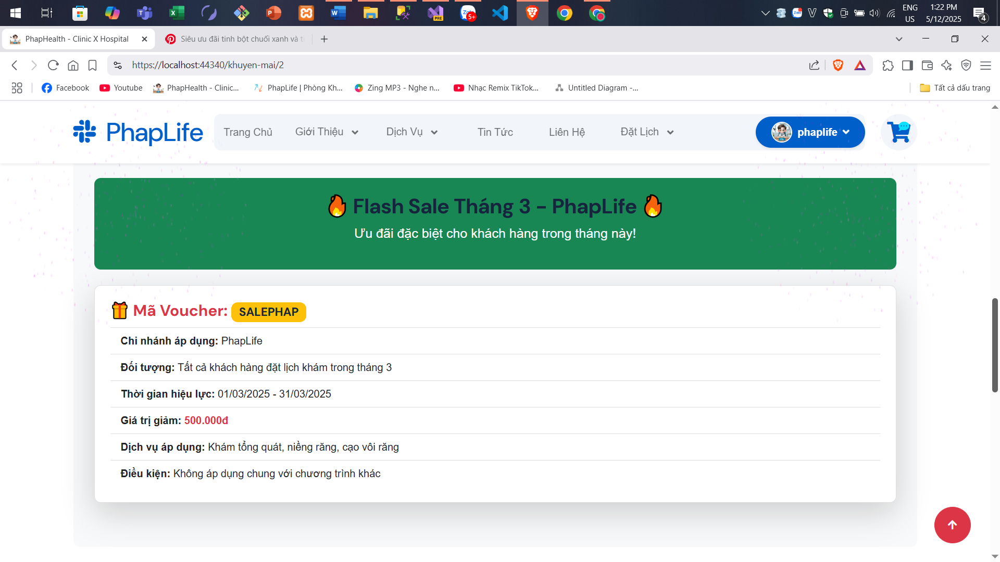 ENG
US
1:22 PM
5/12/2025
4
5+
PRE
PhapHealth - Clinic X Hospital
Siêu ưu đãi tinh bột chuối xanh và ti
https://localhost:44340/khuyen-mai/2
Facebook
Youtube
PhapHealth - Clinic...
PhapLife | Phòng Kh...
Zing MP3 - Nghe n...
Nhạc Remix TikTok...
Untitled Diagram -...
Tất cả dấu trang
PhapLife
Trang Chủ
Giới Thiệu
Dịch Vụ
Tin Tức
Liên Hệ
Đặt Lịch
phaplife
Flash Sale Tháng 3 - PhapLife
Ưu đãi đặc biệt cho khách hàng trong tháng này!
Mã Voucher: SALEPHAP
Chi nhánh áp dụng: PhapLife
Đối tượng: Tất cả khách hàng đặt lịch khám trong tháng 3
Thời gian hiệu lực: 01/03/2025 - 31/03/2025
Giá trị giảm: 500.000đ
Dịch vụ áp dụng: Khám tổng quát, niềng răng, cạo vôi răng
Điều kiện: Không áp dụng chung với chương trình khác